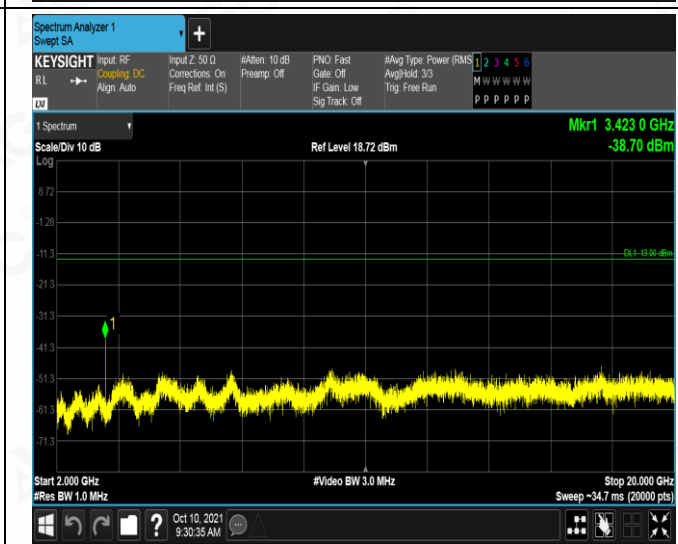 Spectrum Analyzer 1
Swept SA
+
KEYSIGHT
RL
LXI
Input: RF
Coupling: DC
Align: Auto
Input Z: 50 Ω
Corrections: On
Freq Ref: Int (S)
#Atten: 10 dB
Preamp: Off
PNO: Fast
Gate: Off
IF Gain: Low
Sig Track: Off
#Avg Type: Power (RMS
Avg|Hold: 3/3
Trig: Free Run
1 2 3 4 5 6
M W W W W W
P P P P P P
1 Spectrum
Scale/Div 10 dB
Ref Level 18.72 dBm
Mkr1 3.423 0 GHz
-38.70 dBm
Log
8.72
-1.28
-11.3
DL1 -13.00 dBm
-21.3
-31.3
1
-41.3
-51.3
-61.3
-71.3
Start 2.000 GHz
#Video BW 3.0 MHz
Stop 20.000 GHz
#Res BW 1.0 MHz
Sweep ~34.7 ms (20000 pts)
?
Oct 10, 2021
9:30:35 AM